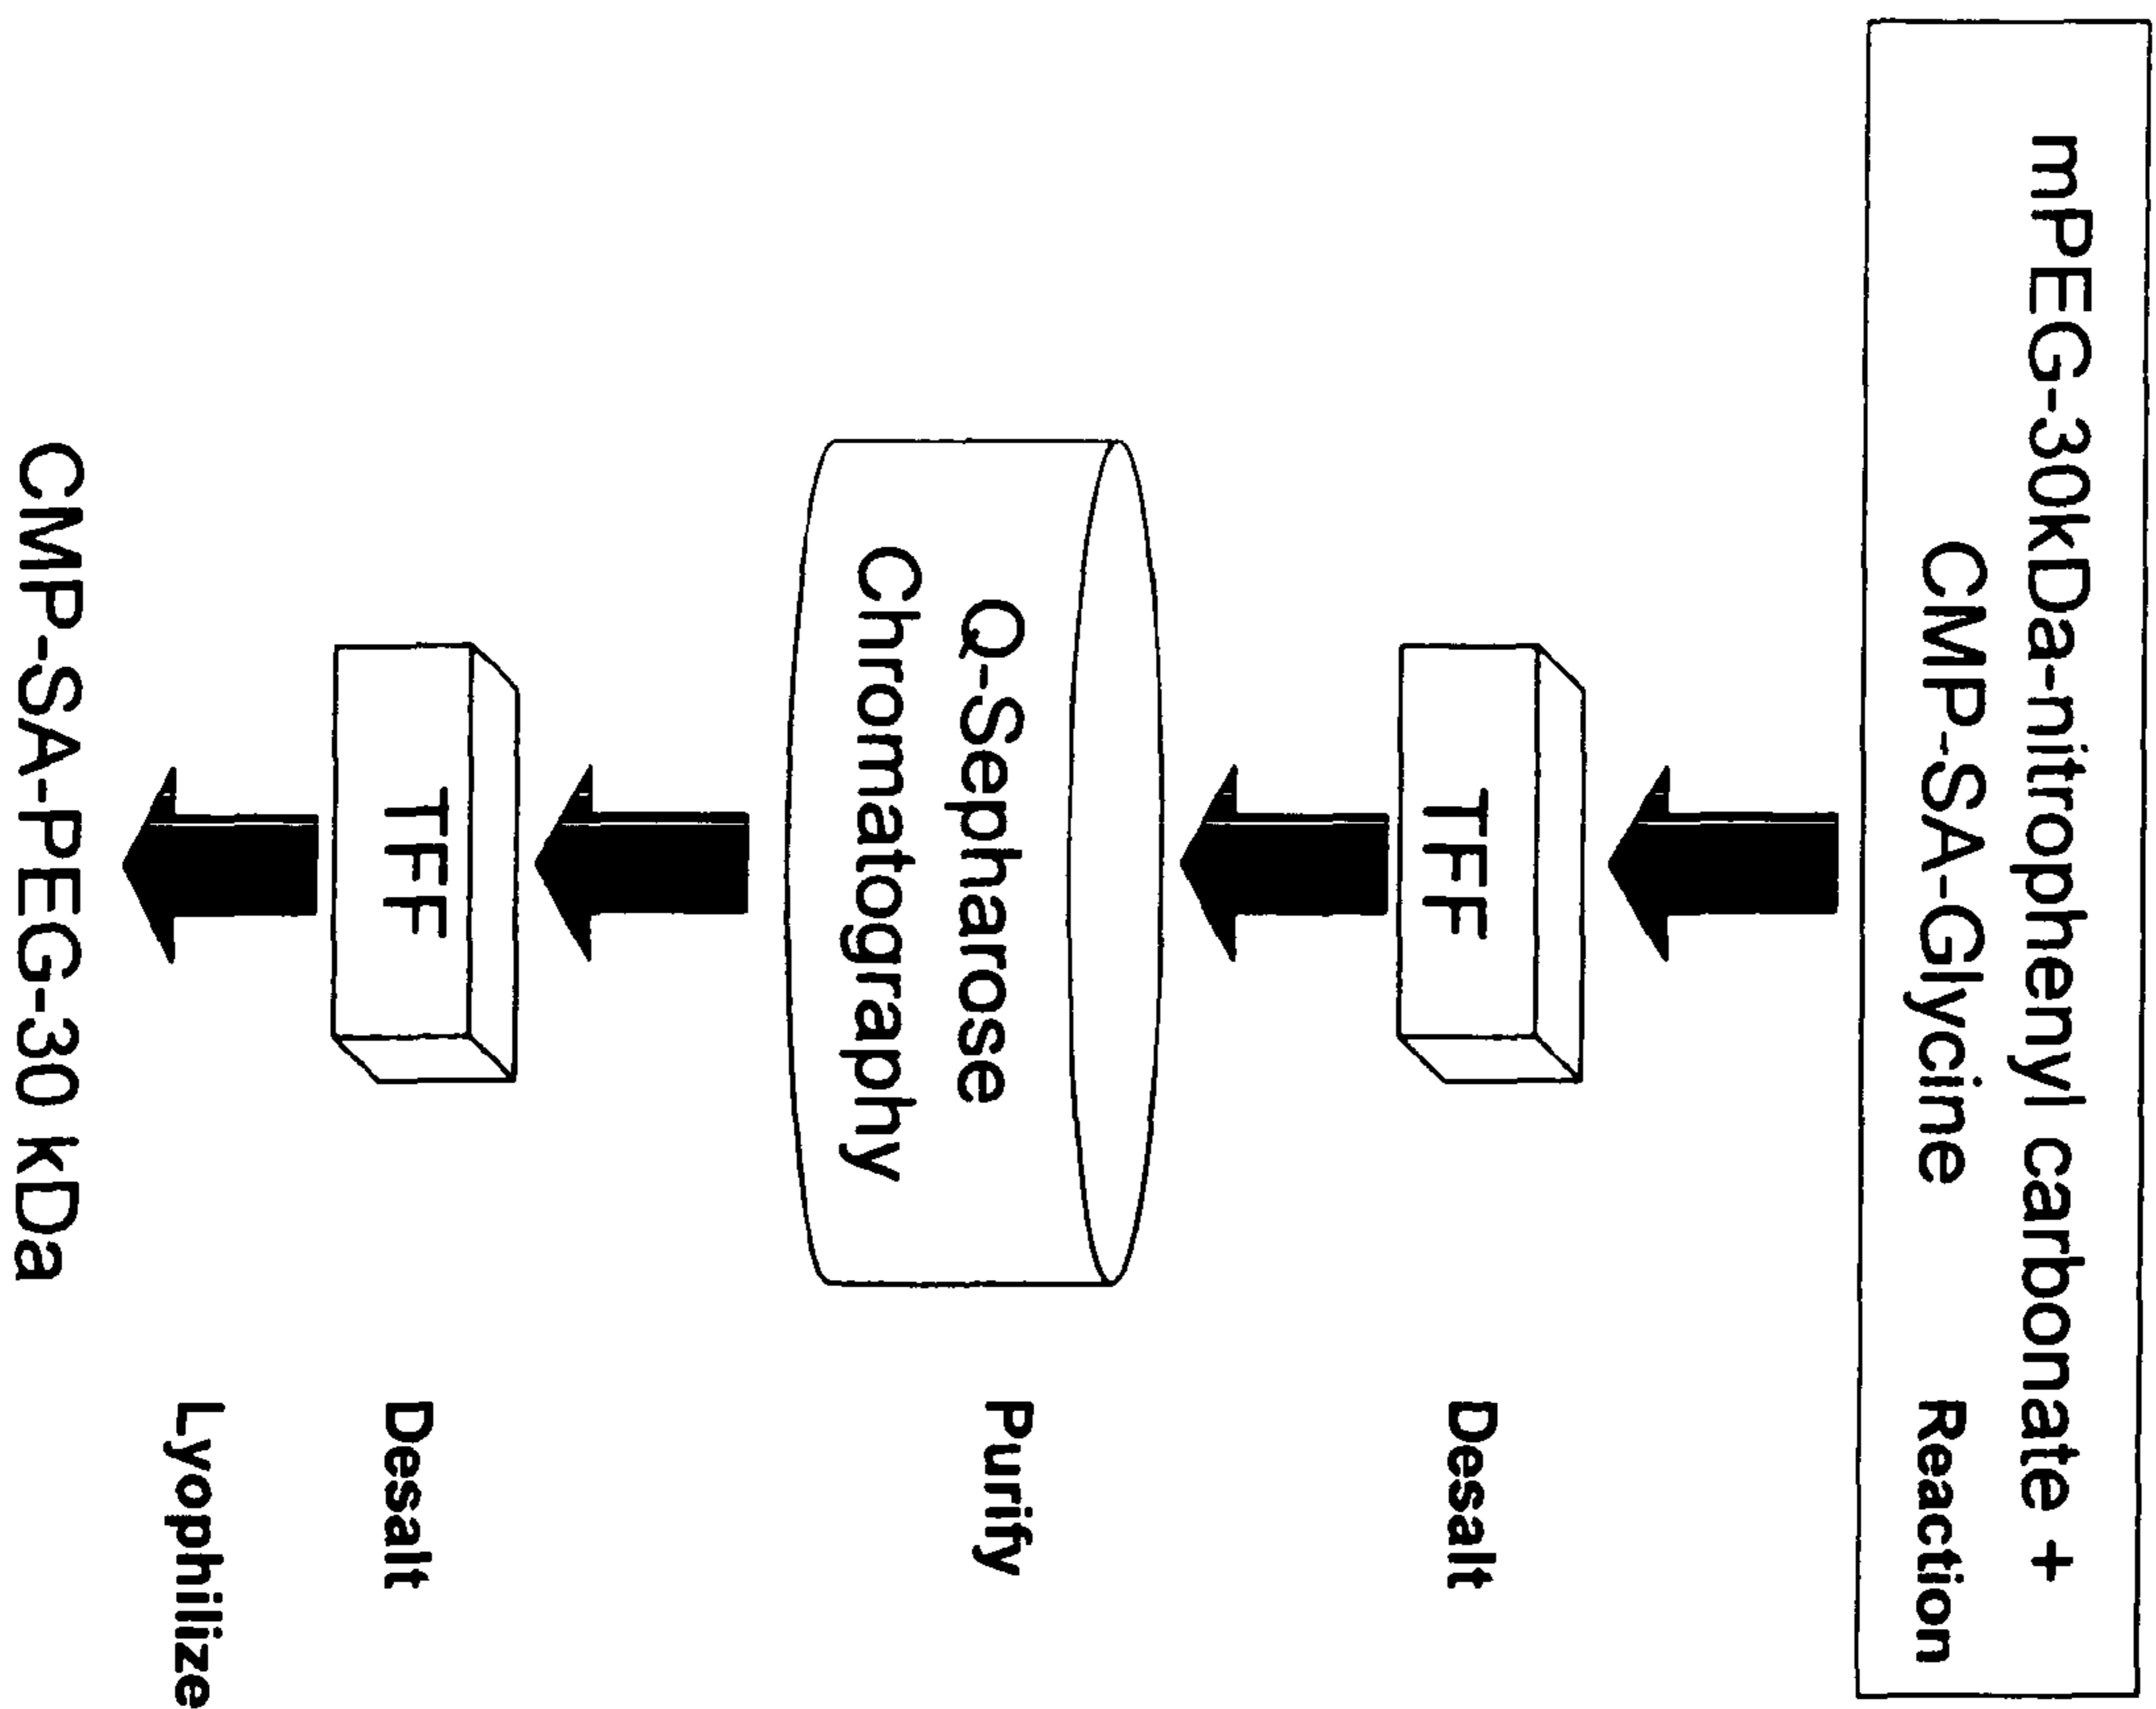 mPEG-30kDa-nitrophenyl carbonate +
CMP-SA-Glycine Reaction
TFF Desalt
Q-Sepharose Purify
Chromatography
TFF Desalt
Lyophilize
CMP-SA-PEG-30 kDa